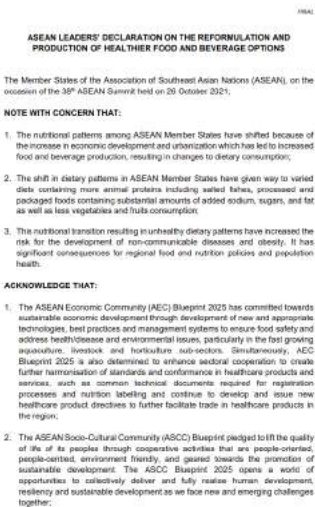 FINAL
ASEAN LEADERS' DECLARATION ON THE REFORMULATION AND
PRODUCTION OF HEALTHIER FOOD AND BEVERAGE OPTIONS
The Member States of the Association of Southeast Asian Nations (ASEAN), on the
occasion of the 38th ASEAN Summit held on 26 October 2021;
NOTE WITH CONCERN THAT:
1. The nutritional patterns among ASEAN Member States have shifted because of
the increase in economic development and urbanization which has led to increased
food and beverage production, resulting in changes to dietary consumption;
2. The shift in dietary patterns in ASEAN Member States have given way to varied
diets containing more animal proteins including salted fishes, processed and
packaged foods containing substantial amounts of added sodium, sugars, and fat
as well as less vegetables and fruits consumption;
3. This nutritional transition resulting in unhealthy dietary patterns have increased the
risk for the development of non-communicable diseases and obesity. It has
significant consequences for regional food and nutrition policies and population
health.
ACKNOWLEDGE THAT:
1. The ASEAN Economic Community (AEC) Blueprint 2025 has committed towards
sustainable economic development through development of new and appropriate
technologies, best practices and management systems to ensure food safety and
address health/disease and environmental issues, particularly in the fast growing
aquaculture, livestock and horticulture sub-sectors. Simultaneously, AEC
Blueprint 2025 is also determined to enhance sectoral cooperation to create
further harmonisation of standards and conformance in healthcare products and
services, such as common technical documents required for registration
processes and nutrition labelling and continue to develop and issue new
healthcare product directives to further facilitate trade in healthcare products in
the region;
2. The ASEAN Socio-Cultural Community (ASCC) Blueprint pledged to lift the quality
of life of its peoples through cooperative activities that are people-oriented,
people-centred, environment friendly, and geared towards the promotion of
sustainable development. The ASCC Blueprint 2025 opens a world of
opportunities to collectively deliver and fully realise human development,
resiliency and sustainable development as we face new and emerging challenges
together;